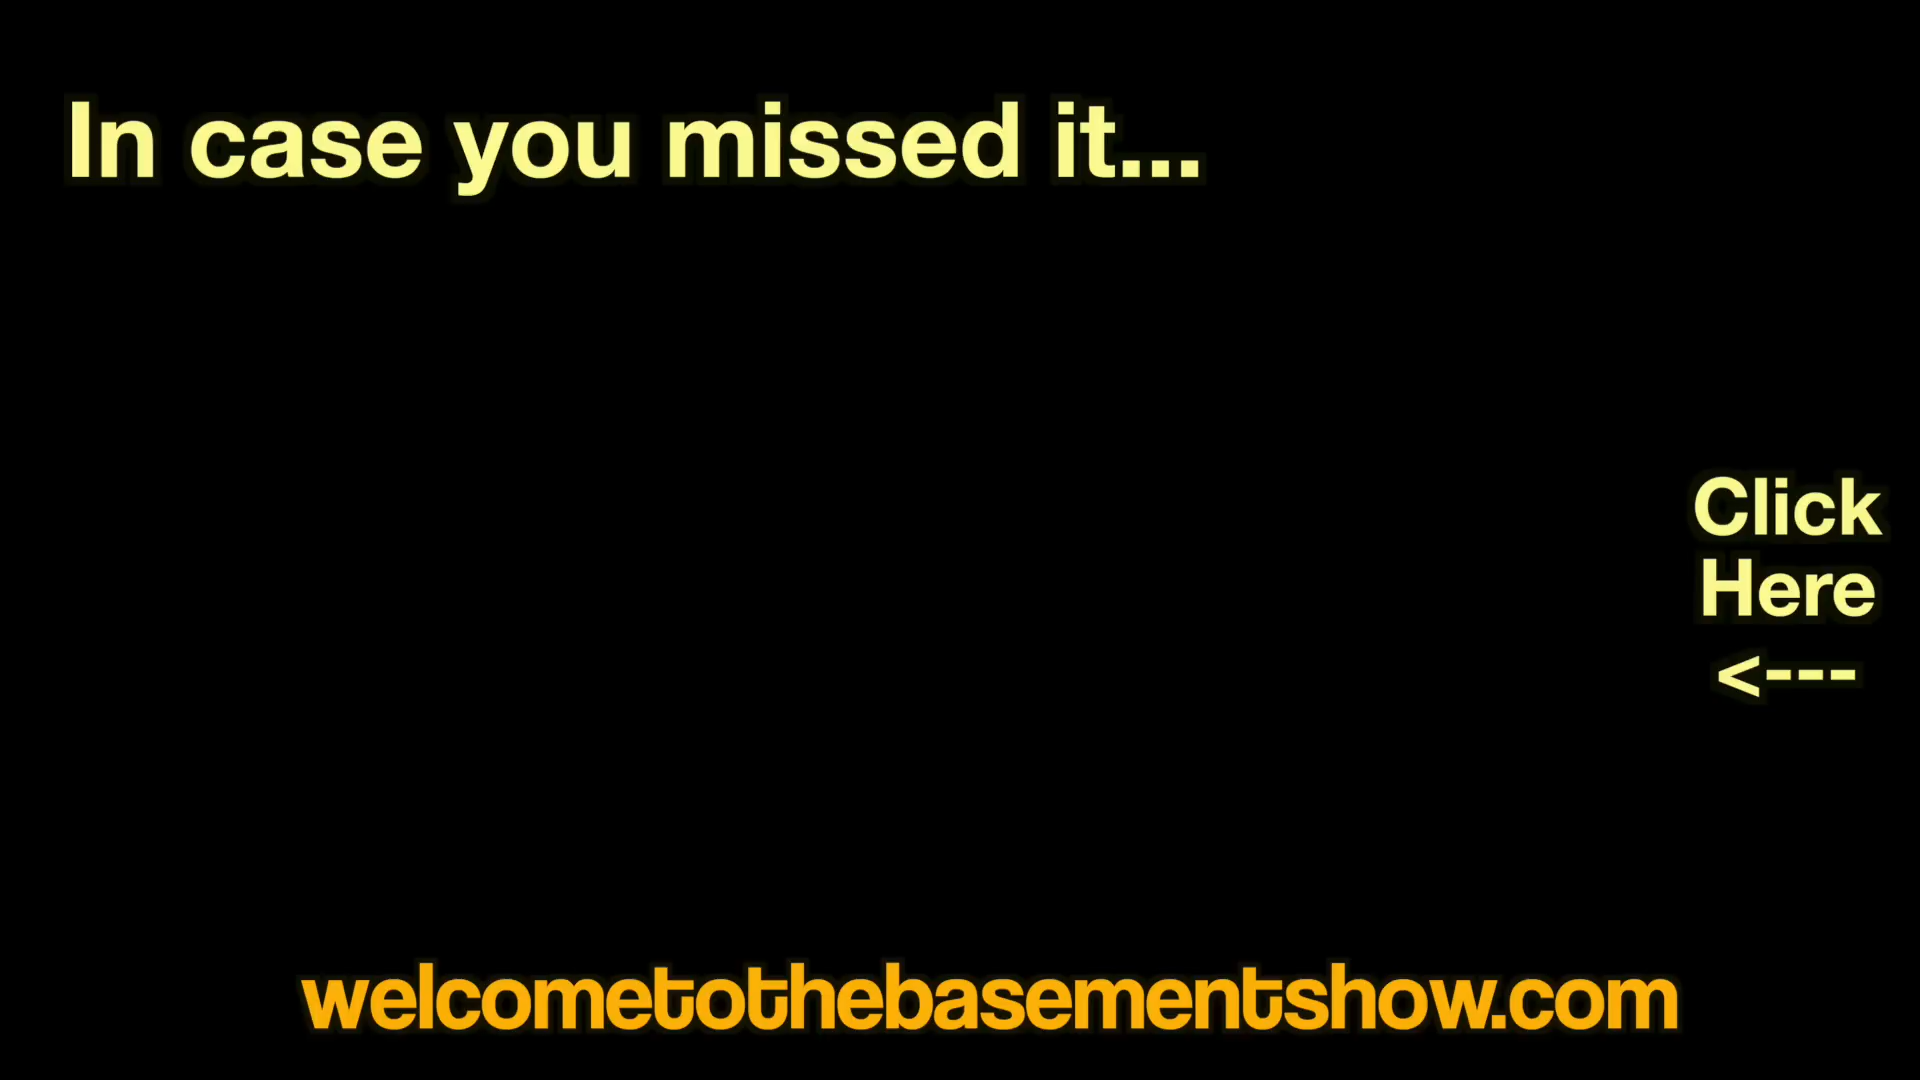 In case you missed it...
Click
Here
<---
welcometothebasementshow.com